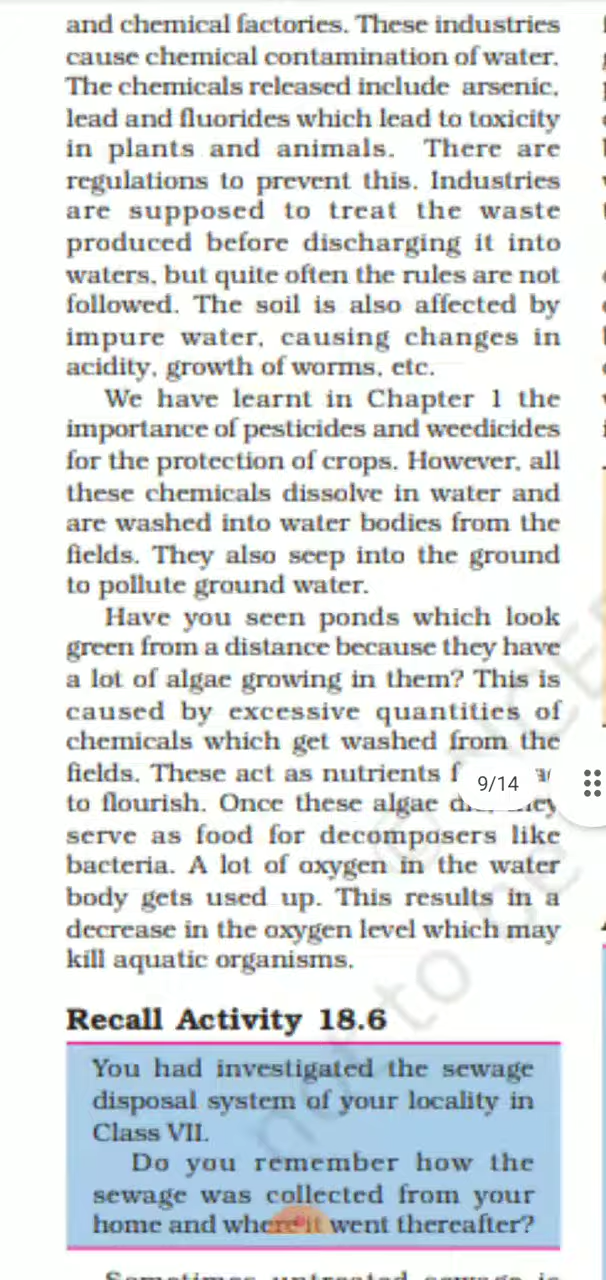 and chemical factories. These industries
cause chemical contamination of water.
The chemicals released include arsenic,
lead and fluorides which lead to toxicity
in plants and animals. There are
regulations to prevent this. Industries
are supposed to treat the waste
produced before discharging it into
waters, but quite often the rules are not
followed. The soil is also affected by
impure water, causing changes in
acidity, growth of worms, etc.
We have learnt in Chapter 1 the
importance of pesticides and weedicides
for the protection of crops. However, all
these chemicals dissolve in water and
are washed into water bodies from the
fields. They also seep into the ground
to pollute ground water.
Have you seen ponds which look
green from a distance because they have
a lot of algae growing in them? This is
caused by excessive quantities of
chemicals which get washed from the
fields. These act as nutrients
9/14
to flourish. Once these algae
serve as food for decomposers like
bacteria. A lot of oxygen in the water
body gets used up. This results in a
decrease in the oxygen level which may
kill aquatic organisms.
Recall Activity 18.6
You had investigated the sewage
disposal system of your locality in
Class VII.
Do you remember how the
sewage was collected from your
home and where it went thereafter?
Sometimes untreated sewage is
not to be